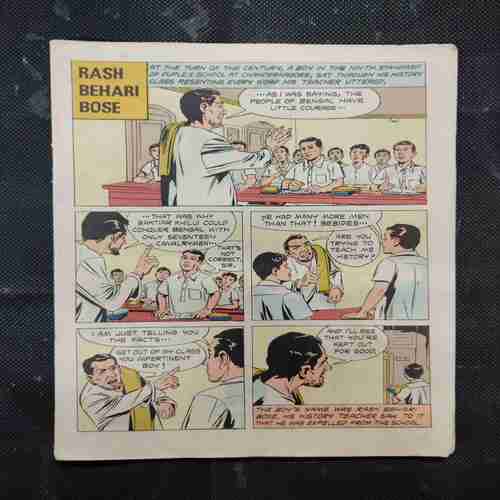 RASH
BEHARI
BOSE
AT THE TURN OF THE CENTURY, A BOY IN THE NINTH STANDARD
OF DUPLE'S SCHOOL AT CHANDERNAGORE, SAT THROUGH HIS HISTORY
CLASS RESENTING EVERY WORD HIS TEACHER UTTERED.
...AS I WAS SAYING, THE
PEOPLE OF BENGAL HAVE
LITTLE COURAGE...
...THAT WAS WHY
BAKTIAR KHILJI COULD
CONQUER BENGAL WITH
ONLY SEVENTEEN
CAVALRYMEN...
THAT'S
NOT
CORRECT,
SIR.
HE HAD MANY MORE MEN
THAN THAT! BESIDES...
ARE YOU
TRYING TO
TEACH ME
HISTORY?
I AM JUST TELLING YOU
THE FACTS...
GET OUT OF MY CLASS
YOU IMPERTINENT
BOY!
AND I'LL SEE
THAT YOU'RE
KEPT OUT
FOR GOOD.
THE BOY'S NAME WAS RASH BEHARI
BOSE. HIS HISTORY TEACHER SAW TO IT
THAT HE WAS EXPELLED FROM THE SCHOOL.